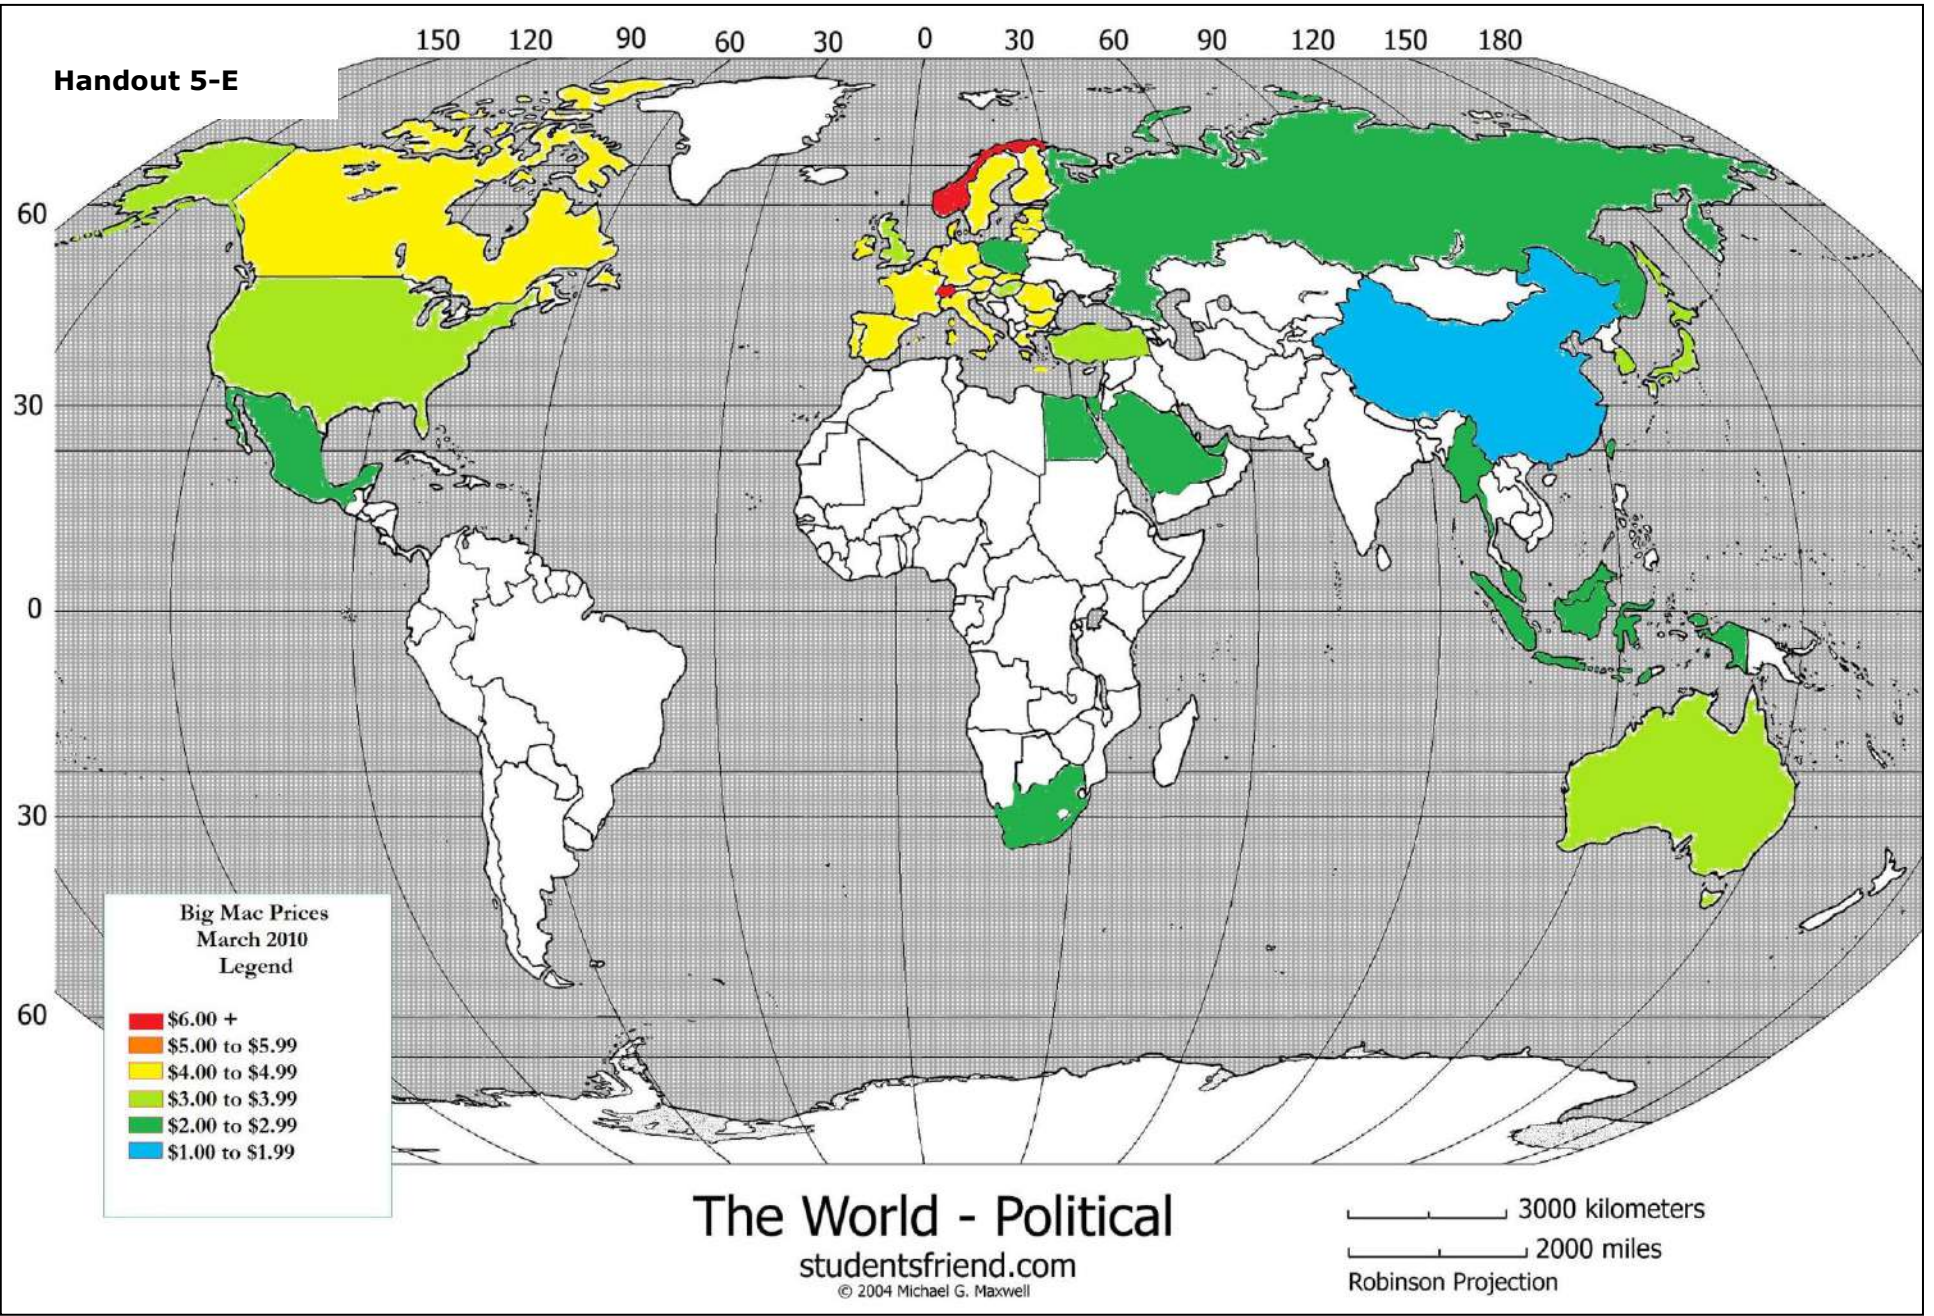 150 120 90 60 30 0 30 60 90 120 150 180
Handout 5-E
60
30
0
30
60
Big Mac Prices
March 2010
Legend
$6.00 +
$5.00 to $5.99
$4.00 to $4.99
$3.00 to $3.99
$2.00 to $2.99
$1.00 to $1.99
The World - Political
studentsfriend.com
© 2004 Michael G. Maxwell
3000 kilometers
2000 miles
Robinson Projection